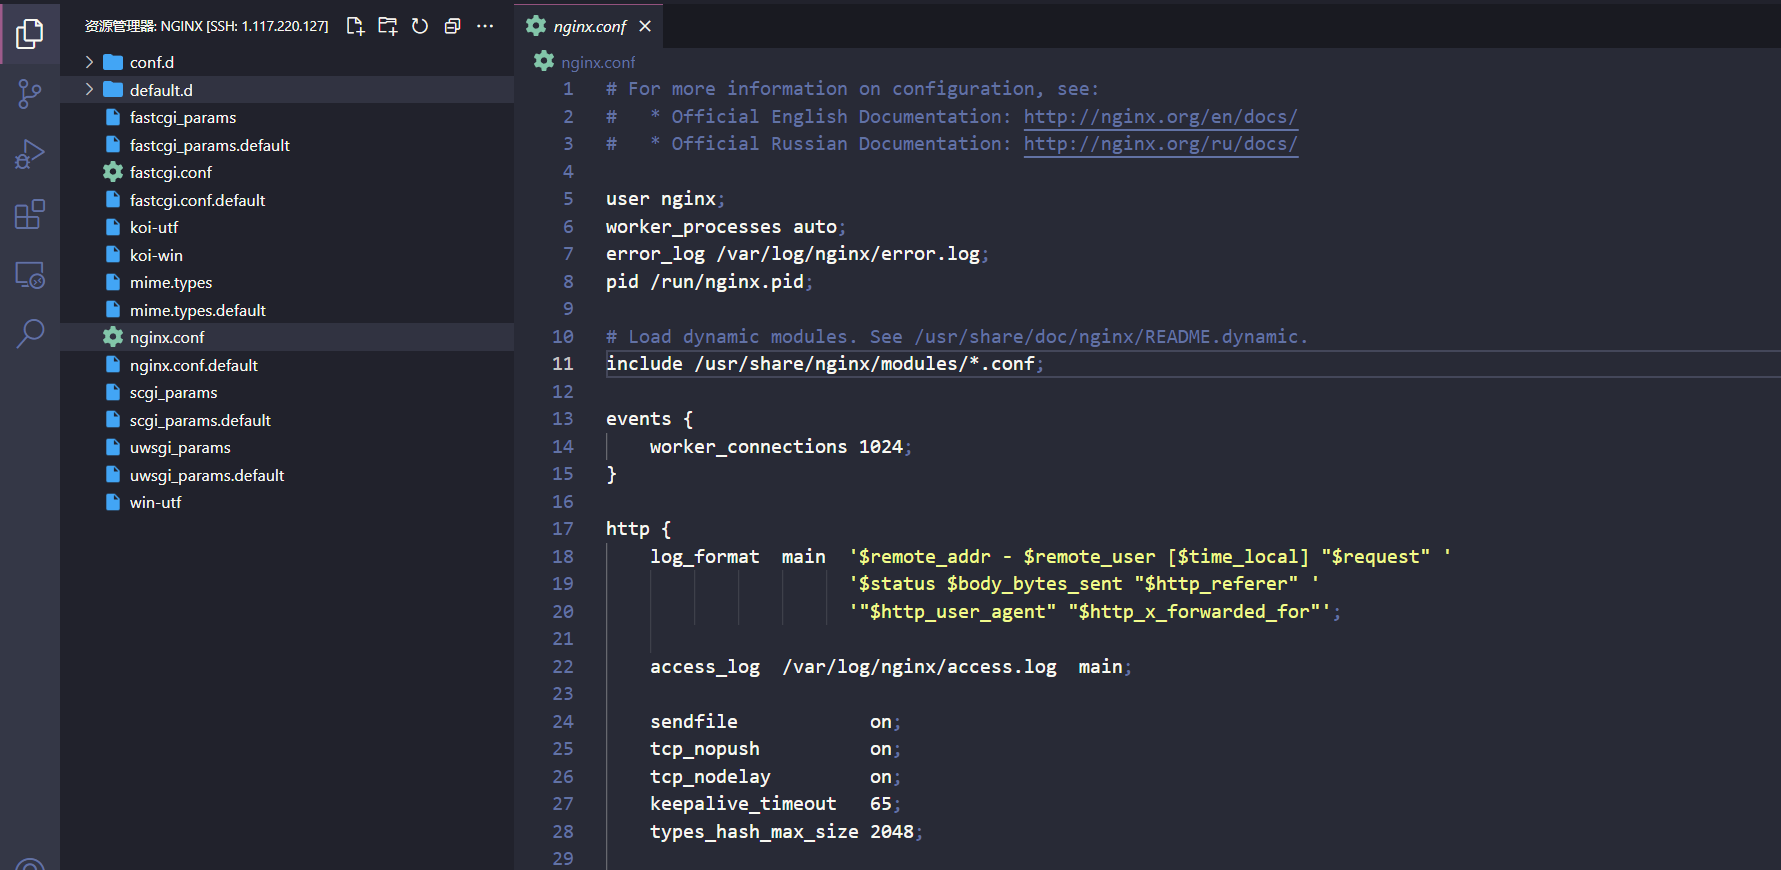 资源管理器: NGINX [SSH: 1.117.220.127]
conf.d
default.d
fastcgi_params
fastcgi_params.default
fastcgi.conf
fastcgi.conf.default
koi-utf
koi-win
mime.types
mime.types.default
nginx.conf
nginx.conf.default
scgi_params
scgi_params.default
uwsgi_params
uwsgi_params.default
win-utf
nginx.conf
nginx.conf
1 # For more information on configuration, see:
2 #   * Official English Documentation: http://nginx.org/en/docs/
3 #   * Official Russian Documentation: http://nginx.org/ru/docs/
4
5 user nginx;
6 worker_processes auto;
7 error_log /var/log/nginx/error.log;
8 pid /run/nginx.pid;
9
10 # Load dynamic modules. See /usr/share/doc/nginx/README.dynamic.
11 include /usr/share/nginx/modules/*.conf;
12
13 events {
14     worker_connections 1024;
15 }
16
17 http {
18     log_format  main  '$remote_addr - $remote_user [$time_local] "$request" '
19                       '$status $body_bytes_sent "$http_referer" '
20                       '"$http_user_agent" "$http_x_forwarded_for"';
21
22     access_log  /var/log/nginx/access.log  main;
23
24     sendfile            on;
25     tcp_nopush          on;
26     tcp_nodelay         on;
27     keepalive_timeout   65;
28     types_hash_max_size 2048;
29